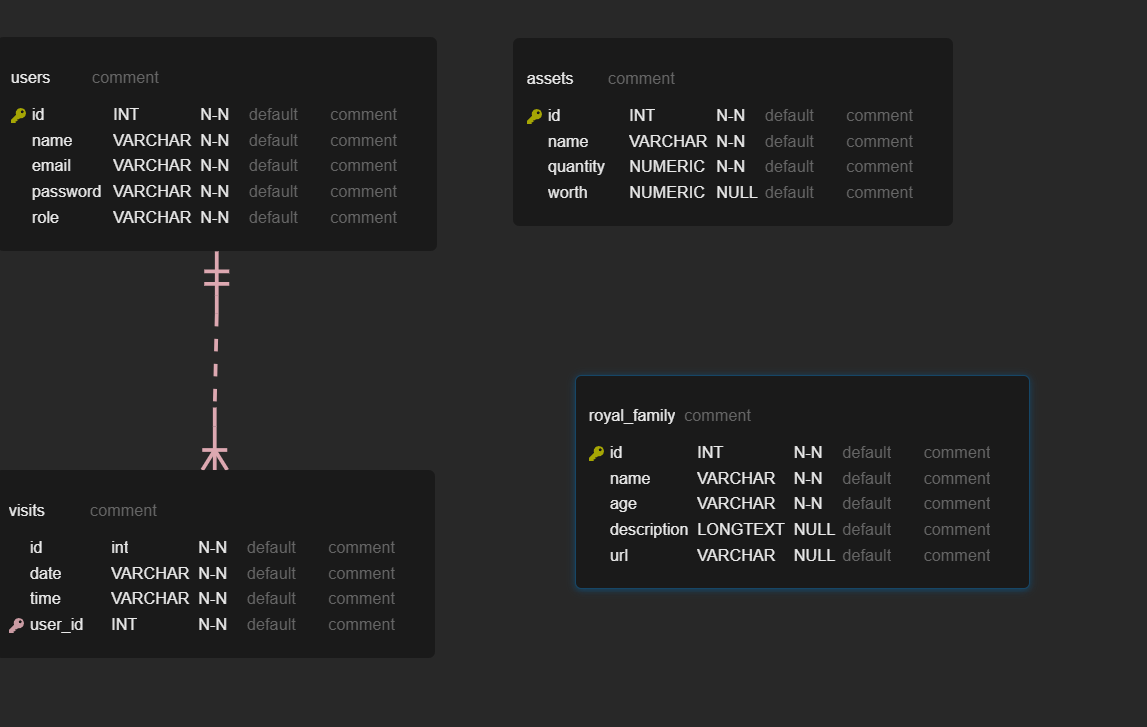 users comment
id INT N-N default comment
name VARCHAR N-N default comment
email VARCHAR N-N default comment
password VARCHAR N-N default comment
role VARCHAR N-N default comment
assets comment
id INT N-N default comment
name VARCHAR N-N default comment
quantity NUMERIC N-N default comment
worth NUMERIC NULL default comment
visits comment
id int N-N default comment
date VARCHAR N-N default comment
time VARCHAR N-N default comment
user_id INT N-N default comment
royal_family comment
id INT N-N default comment
name VARCHAR N-N default comment
age VARCHAR N-N default comment
description LONGTEXT NULL default comment
url VARCHAR NULL default comment